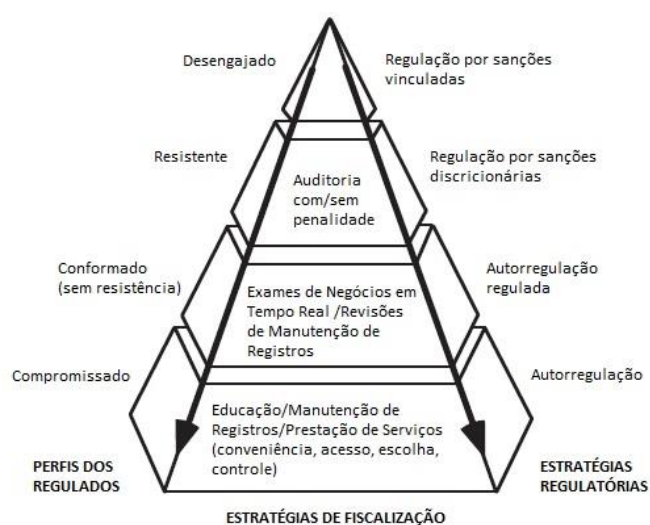 Desengajado
Regulação por sanções
vinculadas
Resistente
Regulação por sanções
discricionárias
Auditoria
com/sem
penalidade
Conformado
(sem resistência)
Autorregulação
regulada
Exames de Negócios em
Tempo Real /Revisões
de Manutenção de
Registros
Compromissado
Autorregulação
Educação/Manutenção de
Registros/Prestação de Serviços
(conveniência, acesso, escolha,
controle)
PERFIS DOS
REGULADOS
ESTRATÉGIAS
REGULATÓRIAS
ESTRATÉGIAS DE FISCALIZAÇÃO